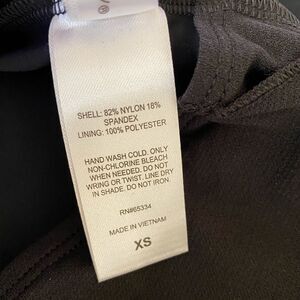 SHELL: 82% NYLON 18%
SPANDEX
LINING: 100% POLYESTER
HAND WASH COLD. ONLY
NON-CHLORINE BLEACH
WHEN NEEDED. DO NOT
WRING OR TWIST. LINE DRY
IN SHADE. DO NOT IRON.
RN#65334
MADE IN VIETNAM
XS